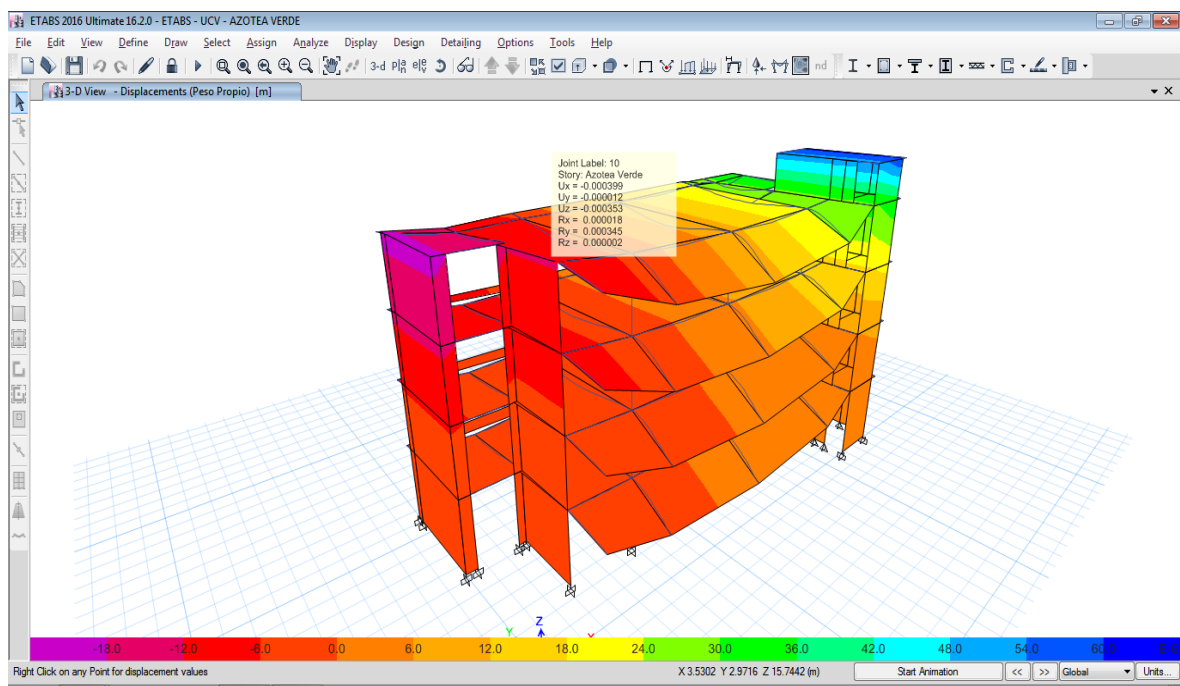 ETABS 2016 Ultimate 16.2.0 - ETABS - UCV - AZOTEA VERDE
File Edit View Define Draw Select Assign Analyze Display Design Detailing Options Tools Help
3-d nd
3-D View - Displacements (Peso Propio) [m]
Joint Label: 10
Story: Azotea Verde
Ux = -0.000399
Uy = -0.000012
Uz = -0.000353
Rx = 0.000018
Ry = 0.000345
Rz = 0.000002
Z
Y
X
-18.0 -12.0 -6.0 0.0 6.0 12.0 18.0 24.0 30.0 36.0 42.0 48.0 54.0 60.0
Right Click on any Point for displacement values X 3.5302 Y 2.9716 Z 15.7442 (m) Start Animation << >> Global Units...